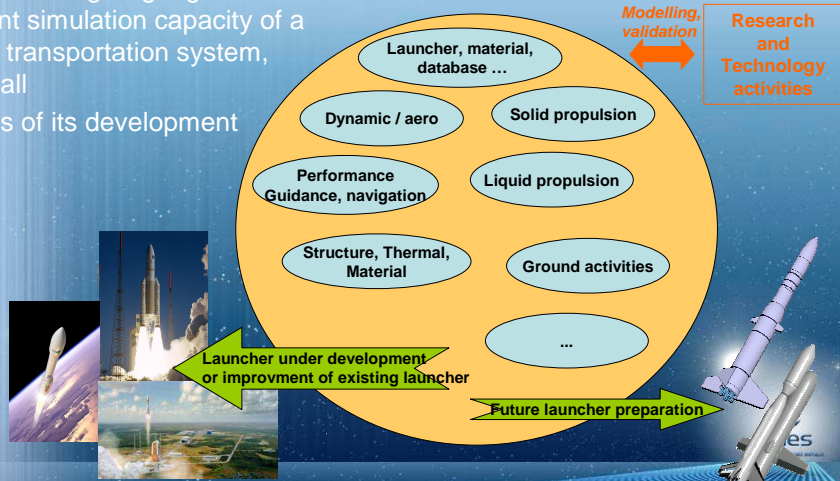 nt simulation capacity of a
transportation system,
all
s of its development
Modelling,
validation
Research
and
Technology
activities
Launcher, material,
database …
Dynamic / aero
Solid propulsion
Performance
Guidance, navigation
Liquid propulsion
Structure, Thermal,
Material
Ground activities
...
Launcher under development
or improvment of existing launcher
Future launcher preparation
es